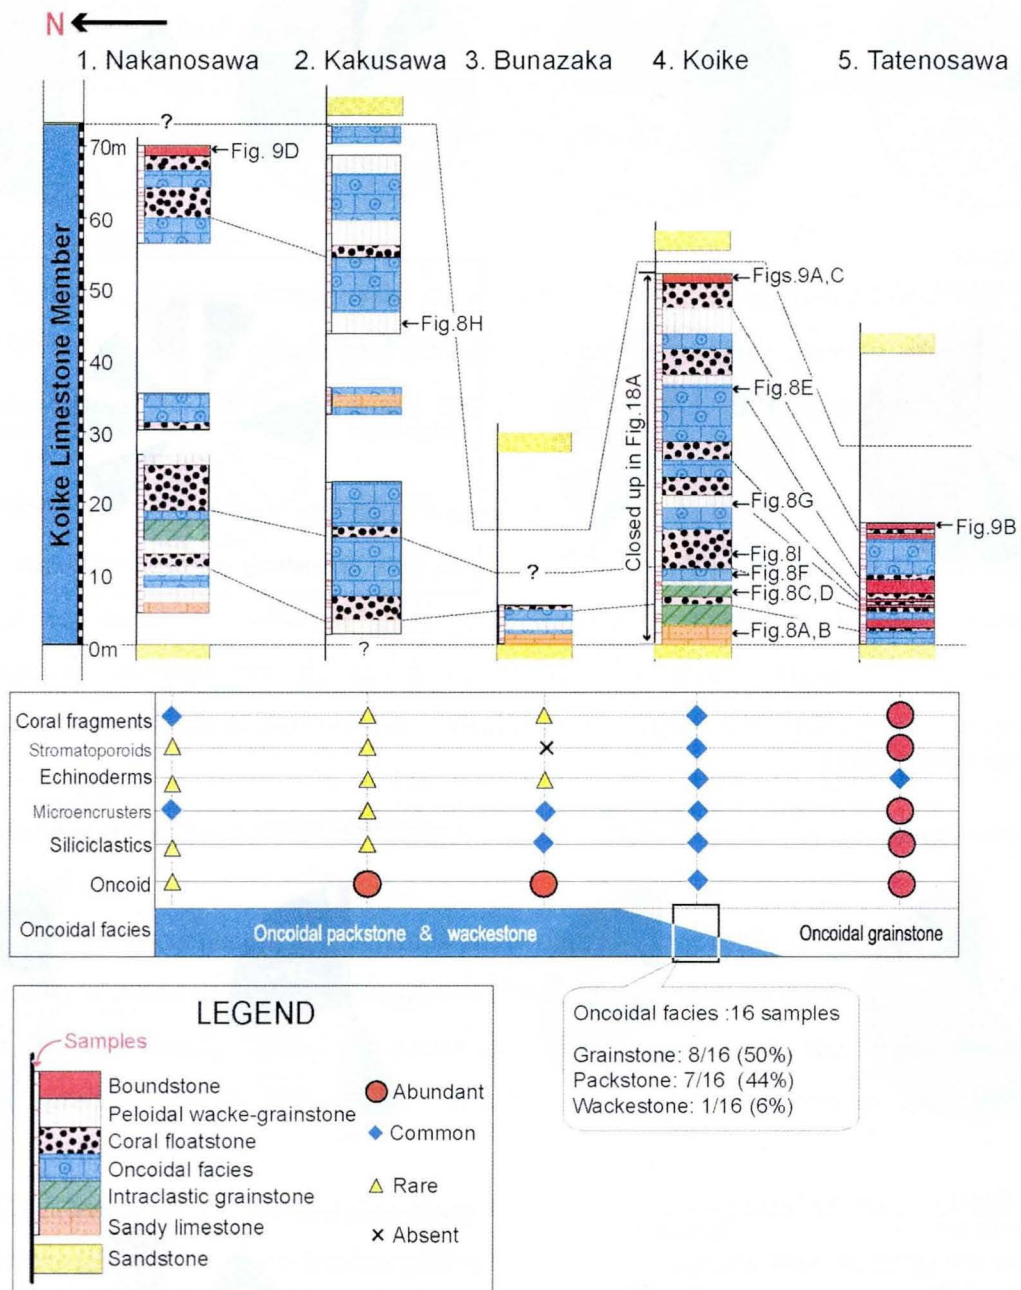 N
1. Nakanosawa 2. Kakusawa 3. Bunazaka 4. Koike 5. Tatenosawa
Koike Limestone Member
?
70m
60
50
40
30
20
10
0m
Fig. 9D
Fig.8H
?
?
Closed up in Fig.18A
Figs.9A,C
Fig.8E
Fig.8G
Fig.8I
Fig.8F
Fig.8C,D
Fig.8A,B
Fig.9B
Coral fragments
Stromatoporoids
Echinoderms
Microencrusters
Siliciclastics
Oncoid
Oncoidal facies Oncoidal packstone & wackestone Oncoidal grainstone
Oncoidal facies :16 samples
Grainstone: 8/16 (50%)
Packstone: 7/16 (44%)
Wackestone: 1/16 (6%)
LEGEND
Samples
Boundstone
Peloidal wacke-grainstone
Coral floatstone
Oncoidal facies
Intraclastic grainstone
Sandy limestone
Sandstone
Abundant
Common
Rare
Absent